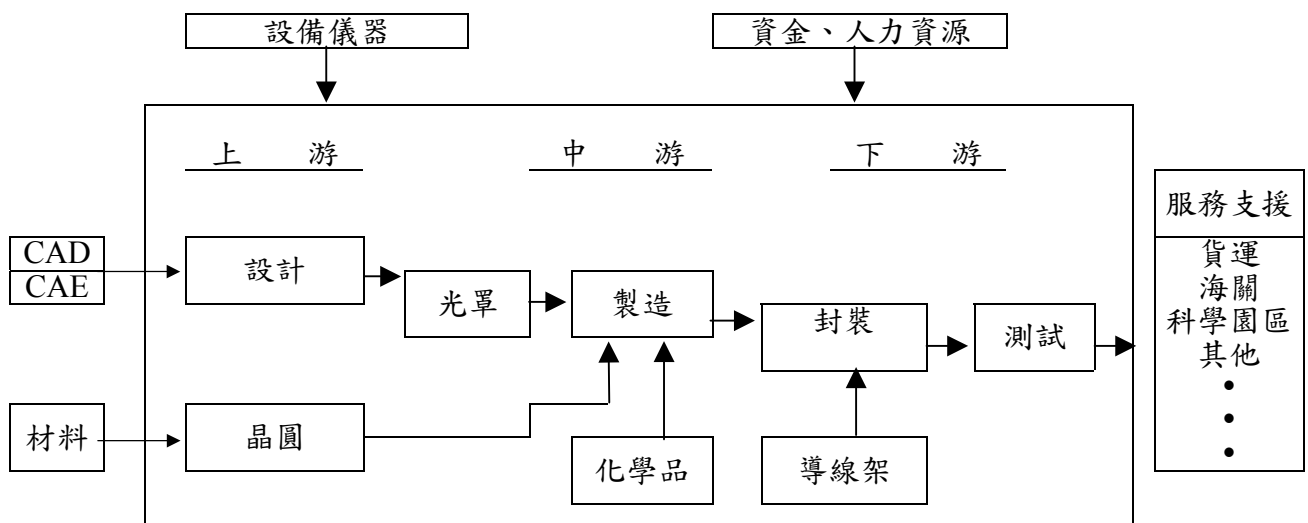 設備儀器
資金、人力資源
上 游
中 游
下 游
服務支援
貨運
海關
科學園區
其他
•
•
•
CAD
CAE
設計
光罩
製造
封裝
測試
材料
晶圓
化學品
導線架